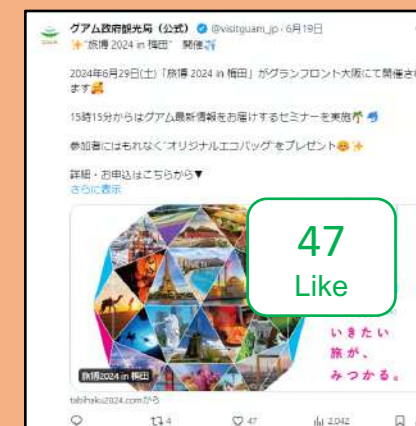 グアム政府観光局（公式） @visitguam_jp・6月19日
✨"旅博 2024 in 梅田" 開催✈
2024年6月29日(土)「旅博 2024 in 梅田」がグランフロント大阪にて開催され
ます
15時15分からはグアム最新情報をお届けするセミナーを実施🌴
参加者にはもれなく"オリジナルエコバッグ"をプレゼント✨
詳細・お申込はこちらから▼
さらに表示
47
Like
いきたい
旅が、
みつかる。
旅博2024 in 梅田
tabihaku2024.comから
4 47 2,042